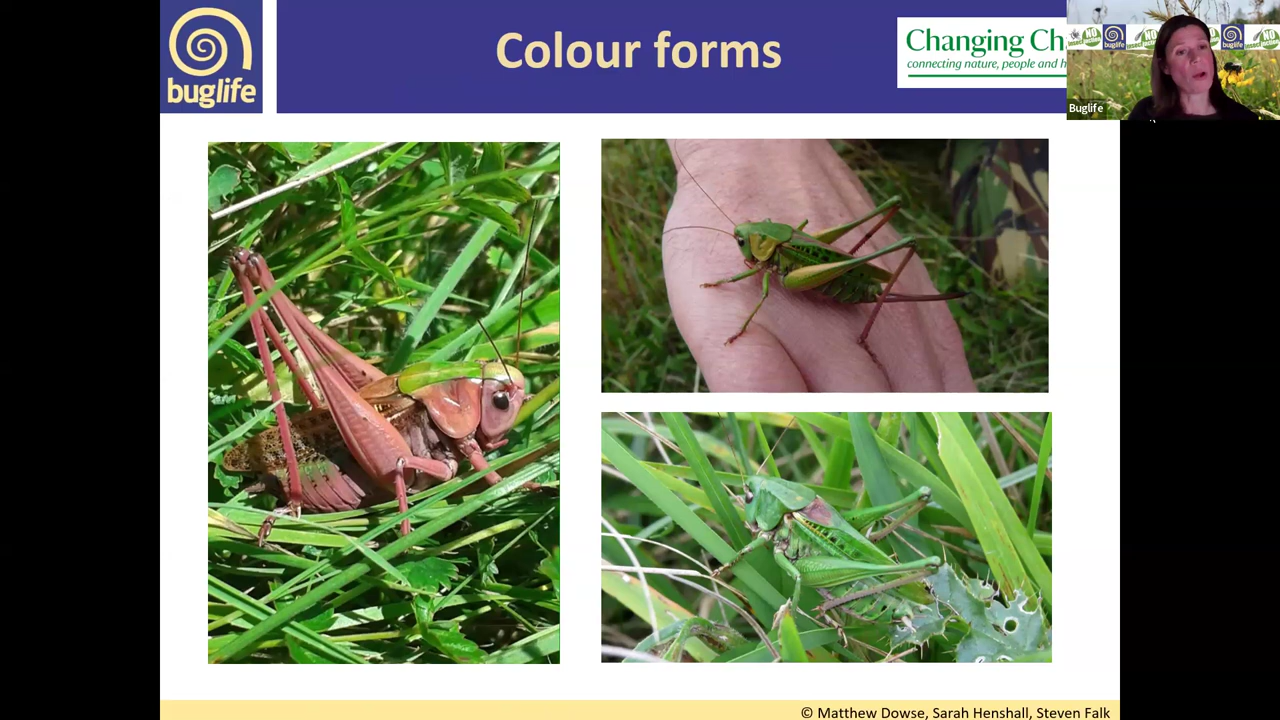 Colour forms
buglife
Changing Ch
connecting nature, people and h
Buglife
© Matthew Dowse, Sarah Henshall, Steven Falk